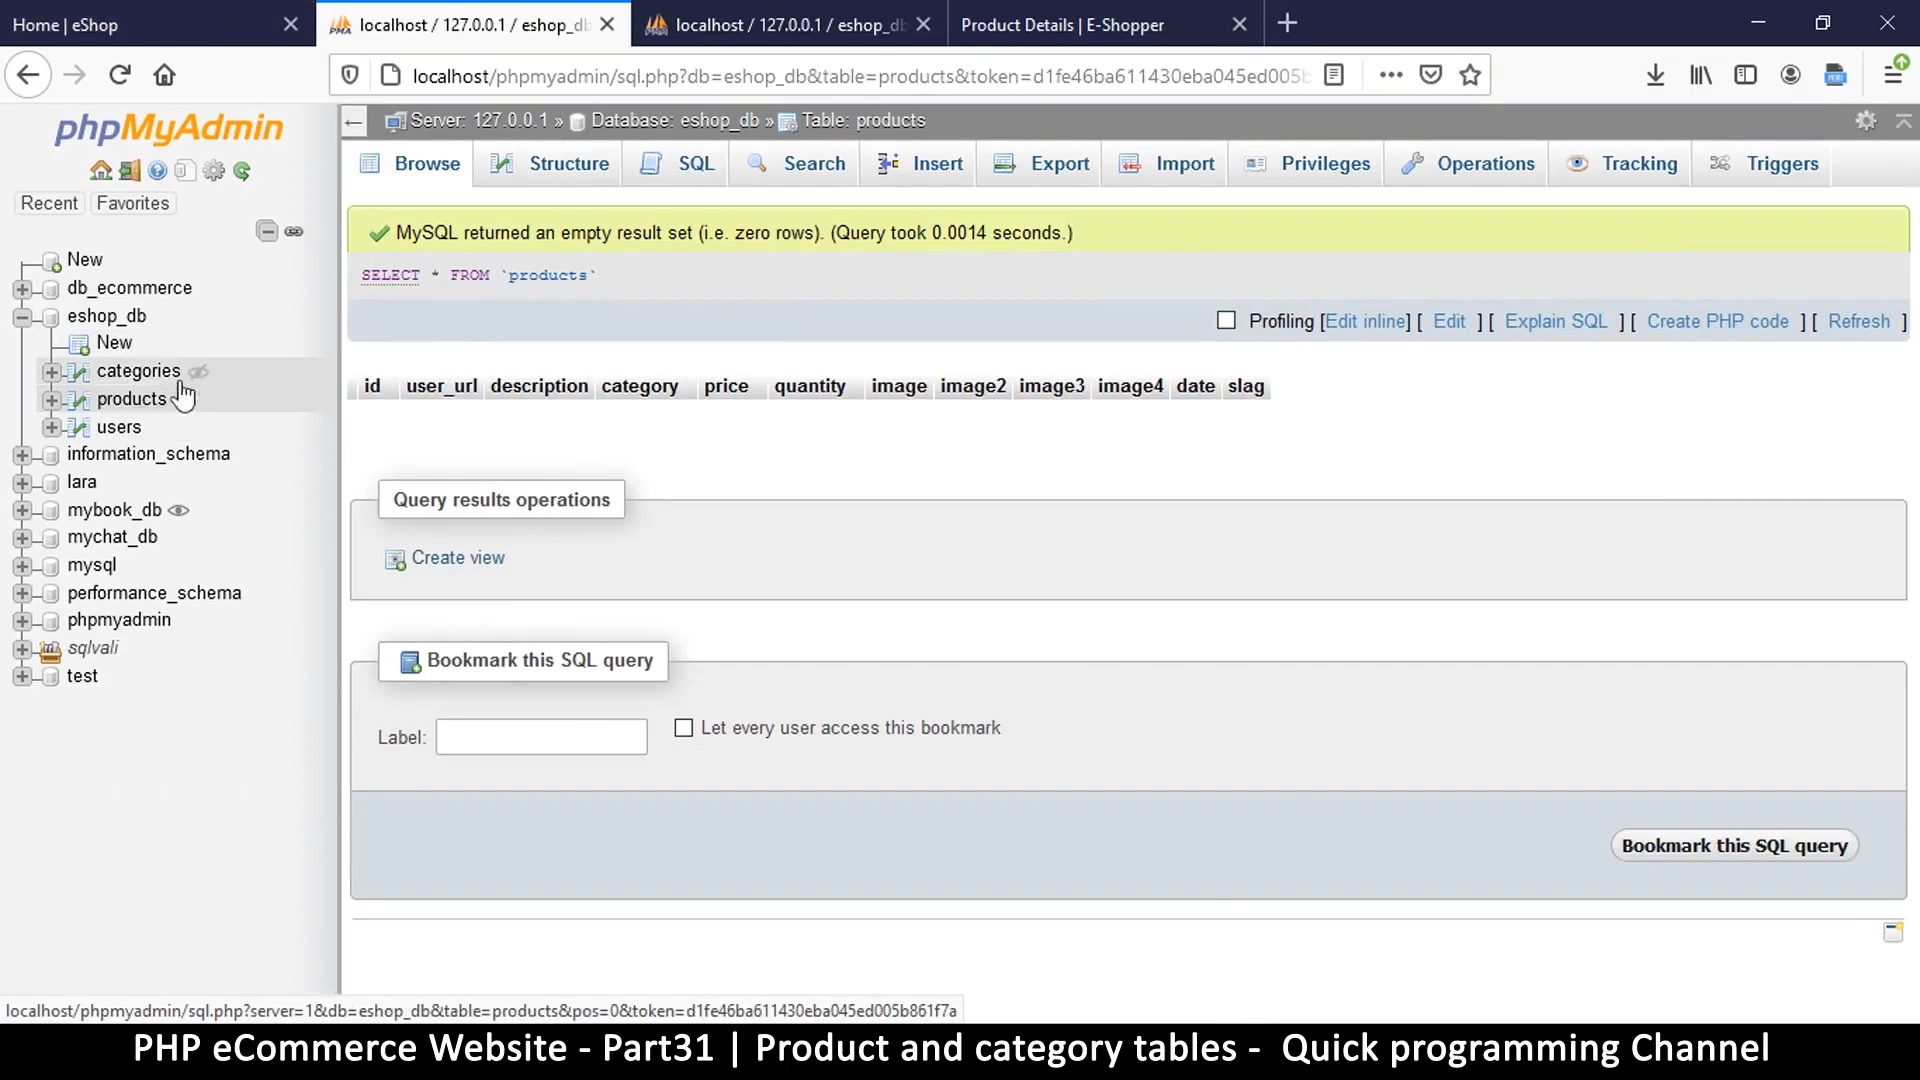 Home | eShop
localhost / 127.0.0.1 / eshop_db
localhost / 127.0.0.1 / eshop_db
Product Details | E-Shopper
localhost/phpmyadmin/sql.php?db=eshop_db&table=products&token=d1fe46ba611430eba045ed005b
phpMyAdmin
Server: 127.0.0.1 » Database: eshop_db » Table: products
Browse Structure SQL Search Insert Export Import Privileges Operations Tracking Triggers
Recent Favorites
MySQL returned an empty result set (i.e. zero rows). (Query took 0.0014 seconds.)
SELECT * FROM `products`
Profiling [Edit inline] [ Edit ] [ Explain SQL ] [ Create PHP code ] [ Refresh ]
New
db_ecommerce
eshop_db
New
categories
products
users
information_schema
lara
mybook_db
mychat_db
mysql
performance_schema
phpmyadmin
sqlvali
test
id user_url description category price quantity image image2 image3 image4 date slag
Query results operations
Create view
Bookmark this SQL query
Label:
Let every user access this bookmark
Bookmark this SQL query
localhost/phpmyadmin/sql.php?server=1&db=eshop_db&table=products&pos=0&token=d1fe46ba611430eba045ed005b861f7a
PHP eCommerce Website - Part31 | Product and category tables - Quick programming Channel